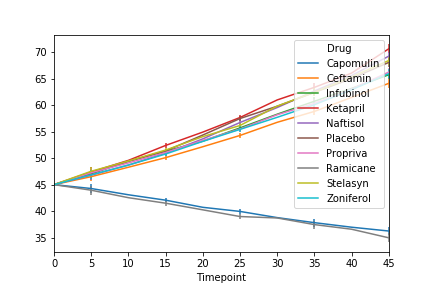 70
65
60
55
50
45
40
35
0
5
10
15
20
25
30
35
40
45
Timepoint
Drug
Capomulin
Ceftamin
Infubinol
Ketapril
Naftisol
Placebo
Propriva
Ramicane
Stelasyn
Zoniferol